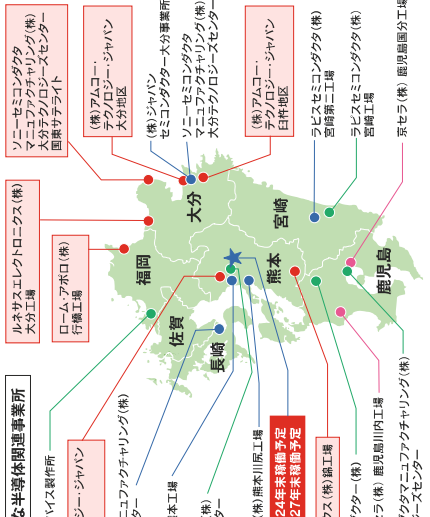 な半導体関連事業所
ルネサスエレクトロニクス(株)
大分工場
ソニーセミコンダクタ
マニュファクチャリング(株)
大分テクノロジーズセンター
国東サテライト
ローム・アポロ(株)
行橋工場
(株)アムコー・
テクノロジー・ジャパン
大分地区
(株)ジャパン
セミコンダクター大分事業所
ソニーセミコンダクタ
マニュファクチャリング(株)
大分テクノロジーズセンター
(株)アムコー・
テクノロジー・ジャパン
臼杵地区
ラピスセミコンダクタ(株)
宮崎第二工場
ラピスセミコンダクタ(株)
宮崎工場
京セラ(株) 鹿児島国分工場
福岡
大分
佐賀
長崎
熊本
宮崎
鹿児島
バイス製作所
ジー・ジャパン
ニュファクチャリング(株)
ター
本工場
(株)
ター
(株)熊本川尻工場
24年末稼働予定
27年末稼働予定
クス(株)錦工場
クター(株)
ラ(株) 鹿児島川内工場
クタマニュファクチャリング(株)
ジーズセンター